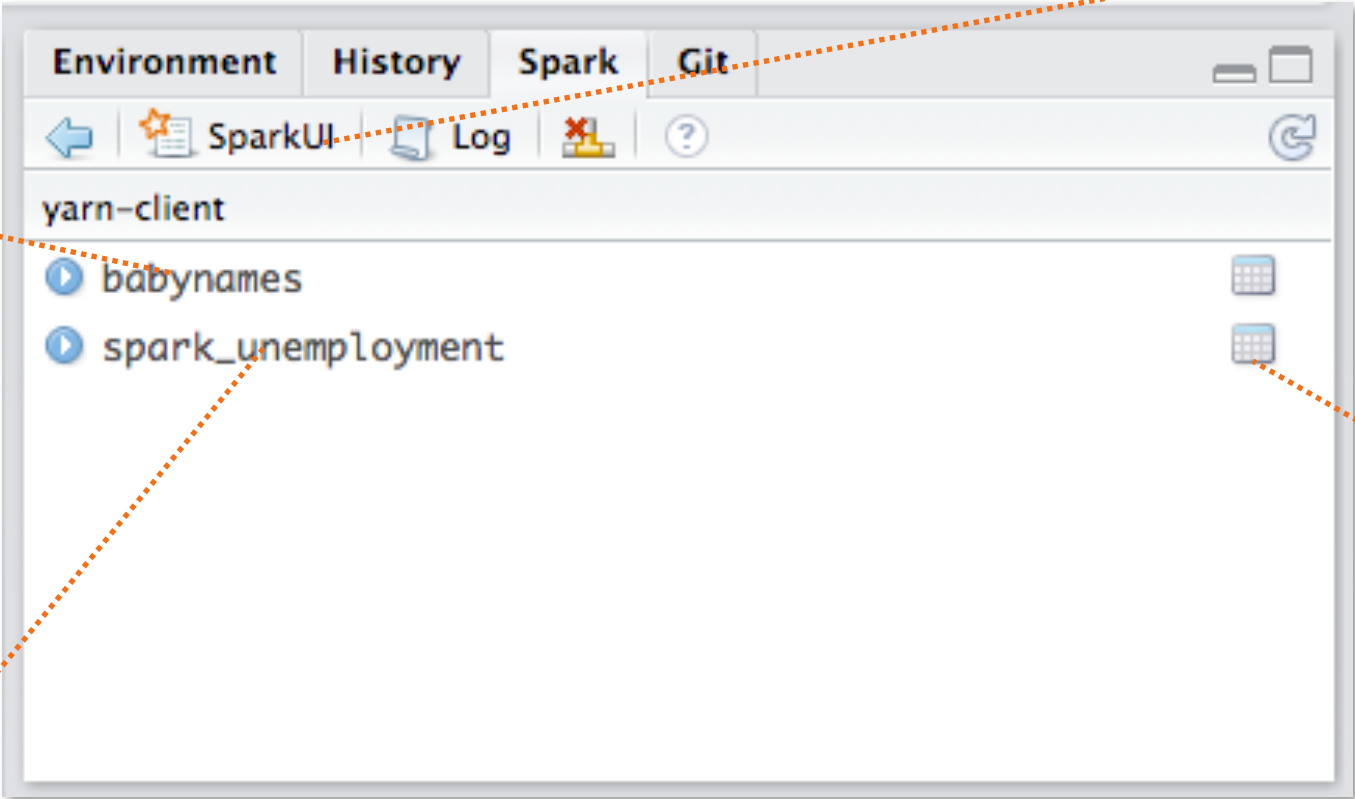 Environment History Spark Git
SparkUI Log ?
yarn-client
babynames
spark_unemployment